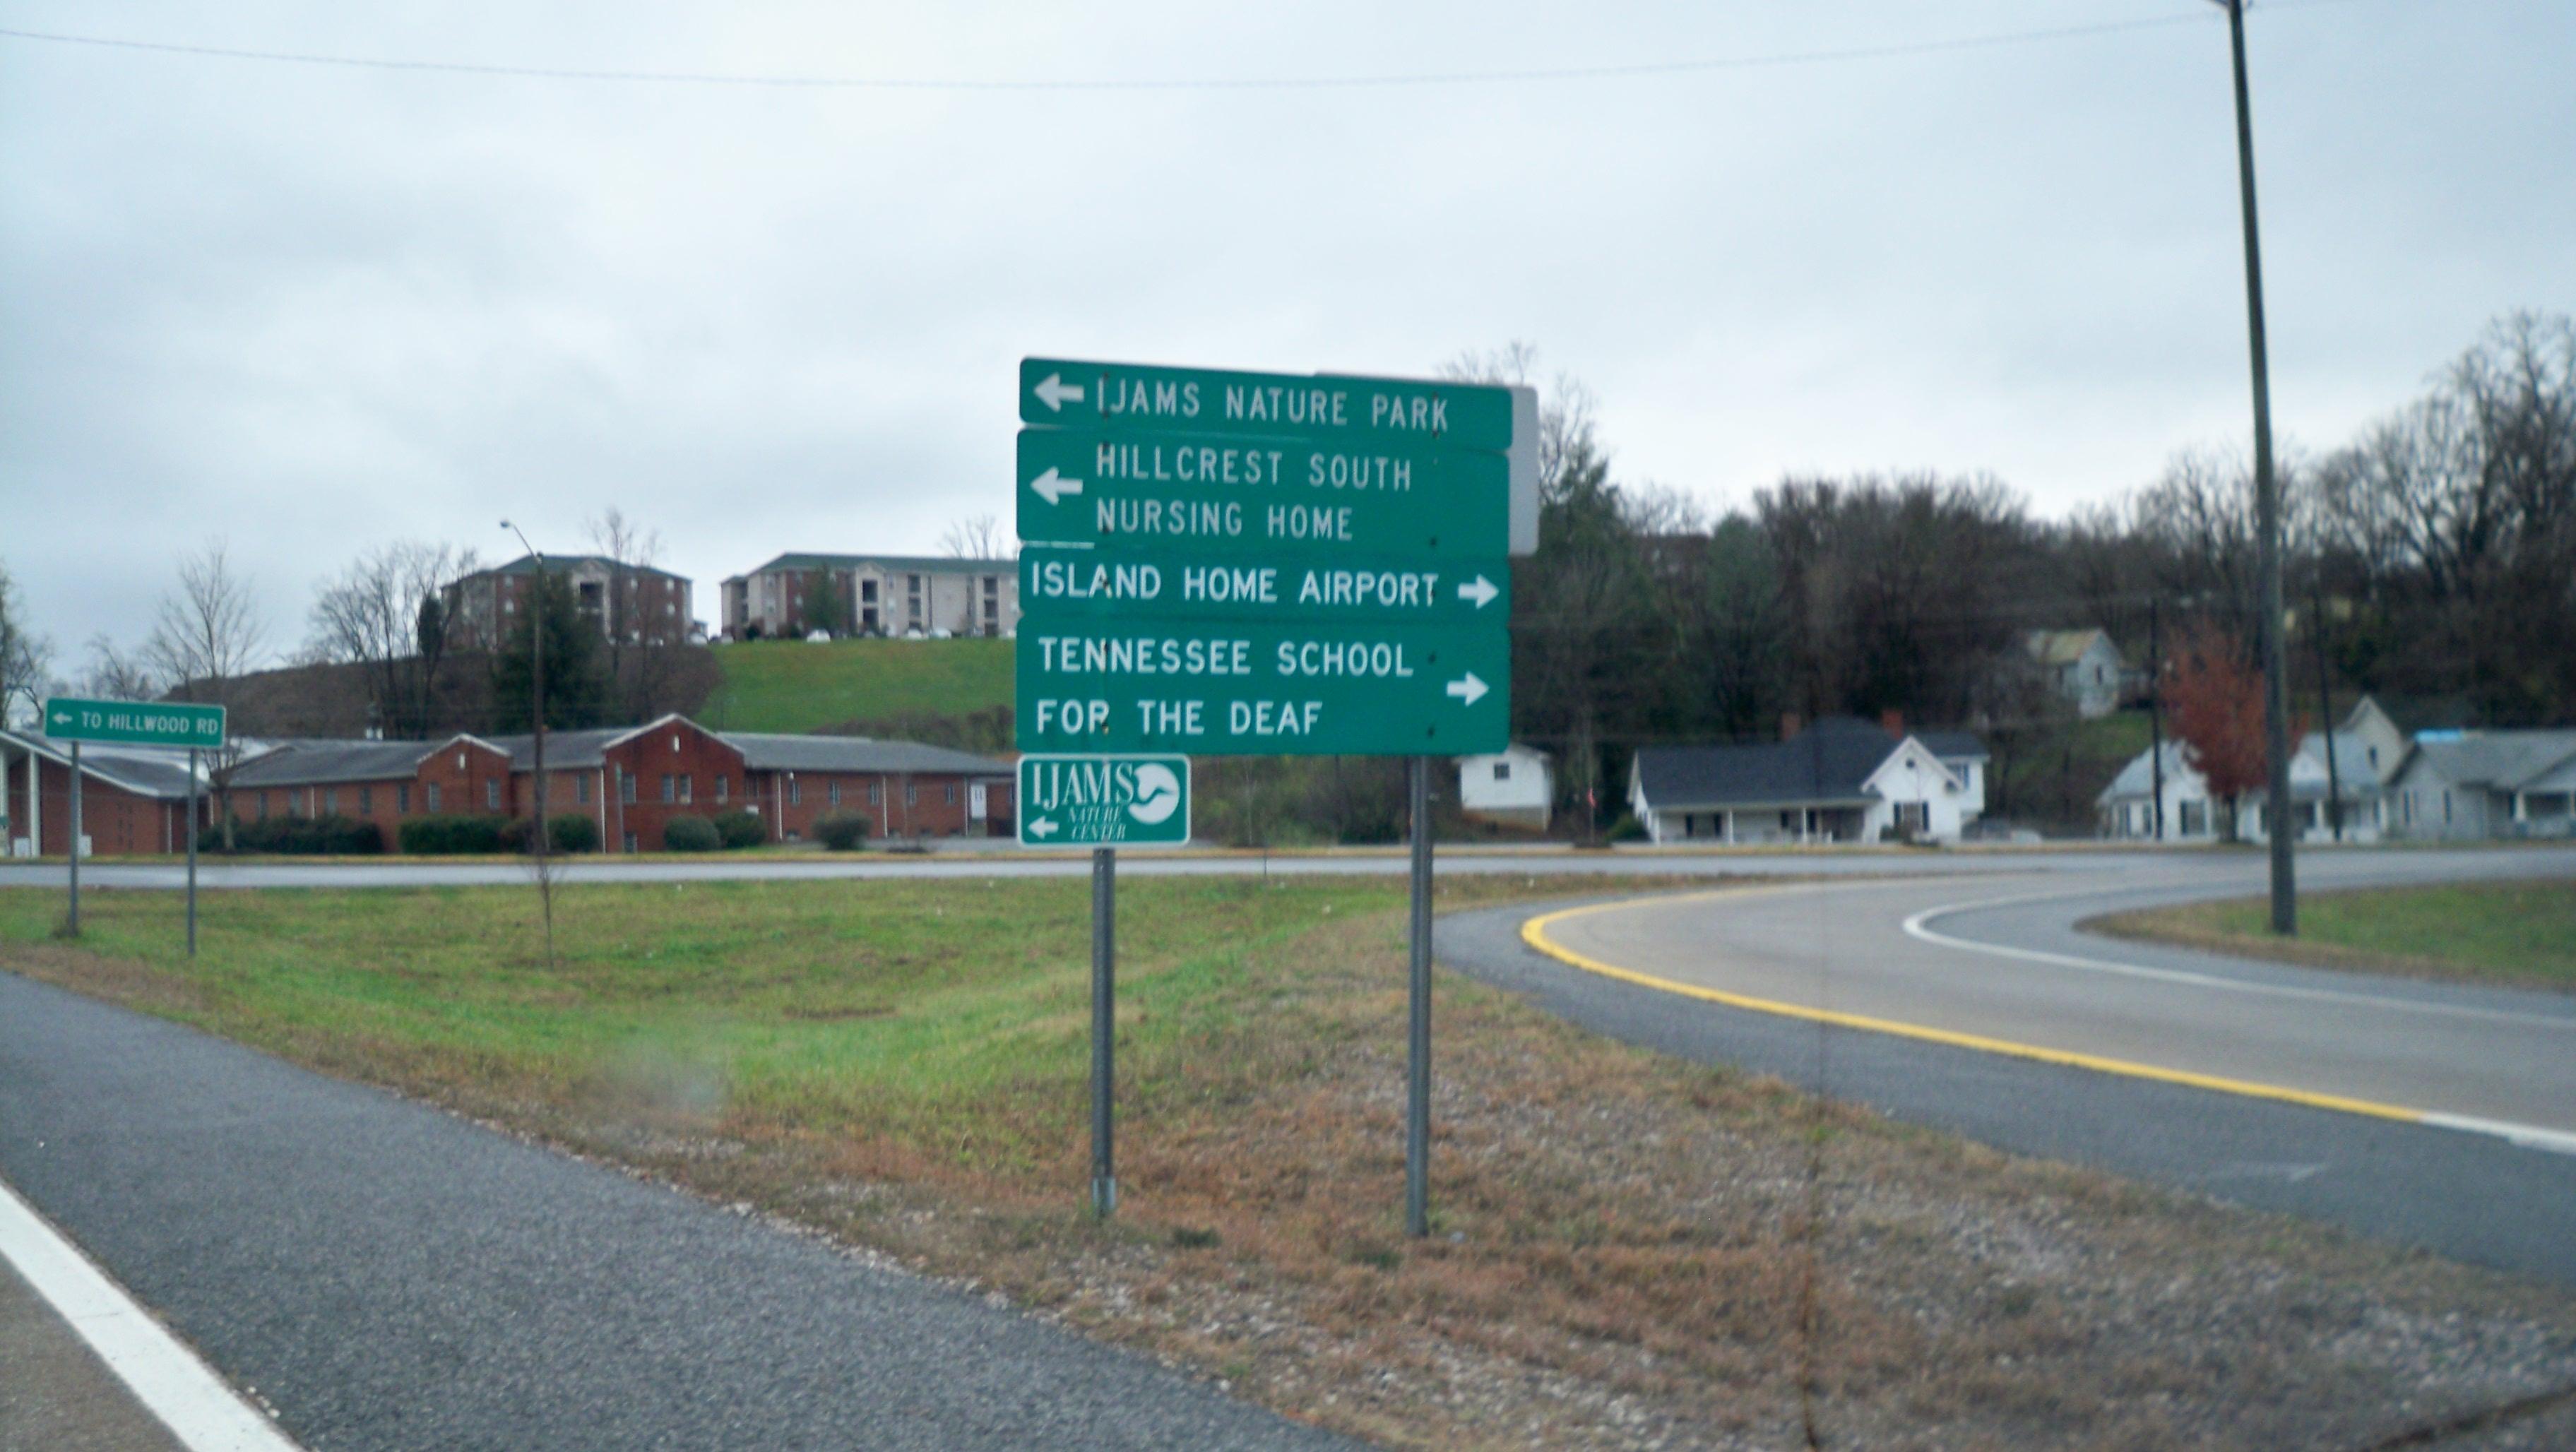 IJAMS NATURE PARK
HILLCREST SOUTH
NURSING HOME
ISLAND HOME AIRPORT
TENNESSEE SCHOOL
FOR THE DEAF
IJAMS
NATURE
CENTER
TO HILLWOOD RD